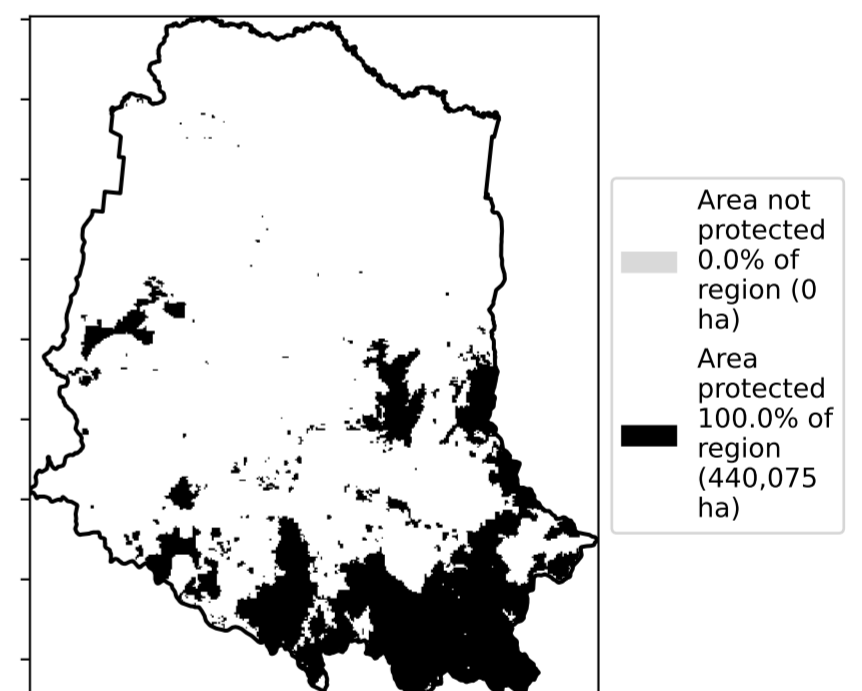 Area not
protected
0.0% of
region (0
ha)
Area
protected
100.0% of
region
(440,075
ha)